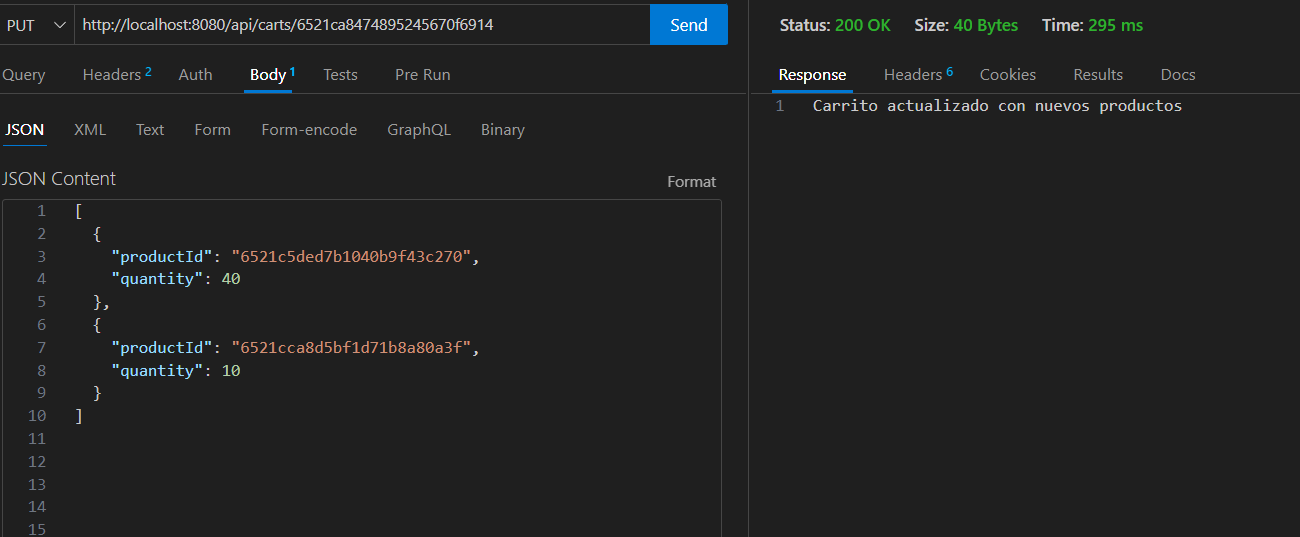 PUT http://localhost:8080/api/carts/6521ca8474895245670f6914 Send
Status: 200 OK Size: 40 Bytes Time: 295 ms
Query Headers 2 Auth Body 1 Tests Pre Run
Response Headers 6 Cookies Results Docs
JSON XML Text Form Form-encode GraphQL Binary
JSON Content
Format
1 [
2 {
3 "productId": "6521c5ded7b1040b9f43c270",
4 "quantity": 40
5 },
6 {
7 "productId": "6521cca8d5bf1d71b8a80a3f",
8 "quantity": 10
9 }
10 ]
11
12
13
14
15
1 Carrito actualizado con nuevos productos